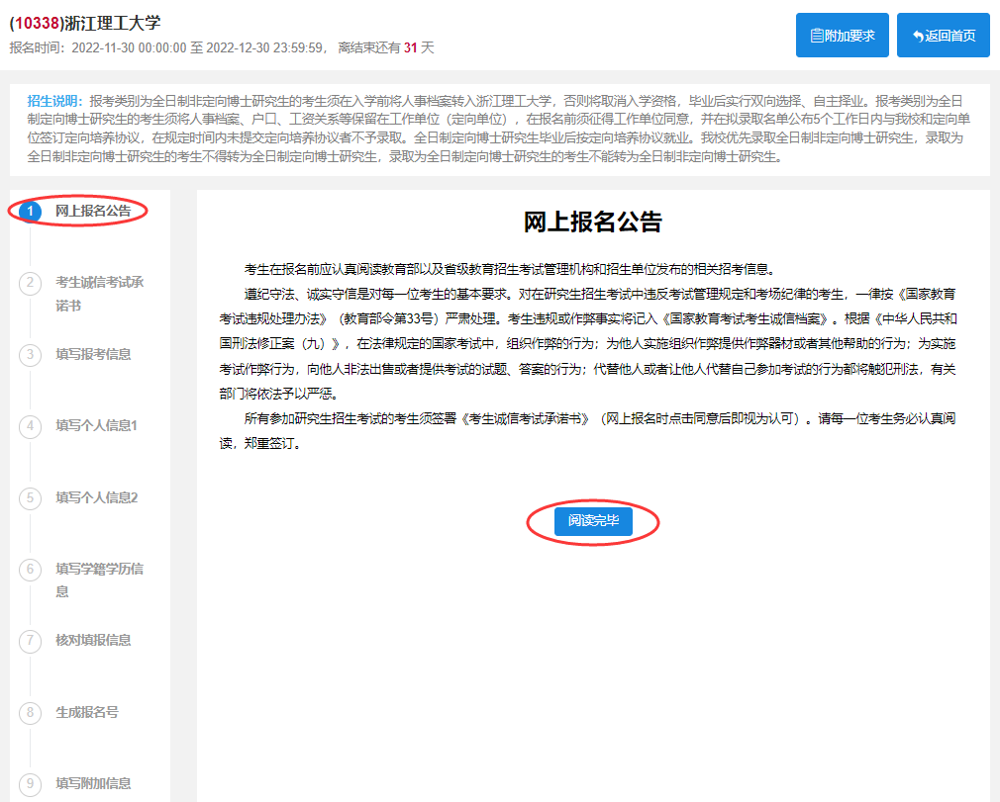 (10338)浙江理工大学
报名时间：2022-11-30 00:00:00 至 2022-12-30 23:59:59， 离结束还有 31 天
附加要求
返回首页
招生说明：报考类别为全日制非定向博士研究生的考生须在入学前将人事档案转入浙江理工大学，否则将取消入学资格，毕业后实行双向选择、自主择业。报考类别为全日
制定向博士研究生的考生须将人事档案、户口、工资关系等保留在工作单位（定向单位），在报名前须征得工作单位同意，并在拟录取名单公布5个工作日内与我校和定向单
位签订定向培养协议，在规定时间内未提交定向培养协议者不予录取。全日制定向博士研究生毕业后按定向培养协议就业。我校优先录取全日制非定向博士研究生，录取为
全日制非定向博士研究生的考生不得转为全日制定向博士研究生，录取为全日制定向博士研究生的考生不能转为全日制非定向博士研究生。
1 网上报名公告
2 考生诚信考试承
诺书
3 填写报考信息
4 填写个人信息1
5 填写个人信息2
6 填写学籍学历信
息
7 核对填报信息
8 生成报名号
9 填写附加信息
网上报名公告
考生在报名前应认真阅读教育部以及省级教育招生考试管理机构和招生单位发布的相关招考信息。
遵纪守法、诚实守信是对每一位考生的基本要求。对在研究生招生考试中违反考试管理规定和考场纪律的考生，一律按《国家教育
考试违规处理办法》（教育部令第33号）严肃处理。考生违规或作弊事实将记入《国家教育考试考生诚信档案》。根据《中华人民共和
国刑法修正案（九）》，在法律规定的国家考试中，组织作弊的行为；为他人实施组织作弊提供作弊器材或者其他帮助的行为；为实施
考试作弊行为，向他人非法出售或者提供考试的试题、答案的行为；代替他人或者让他人代替自己参加考试的行为都将触犯刑法，有关
部门将依法予以严惩。
所有参加研究生招生考试的考生须签署《考生诚信考试承诺书》（网上报名时点击同意后即视为认可）。请每一位考生务必认真阅
读，郑重签订。
阅读完毕